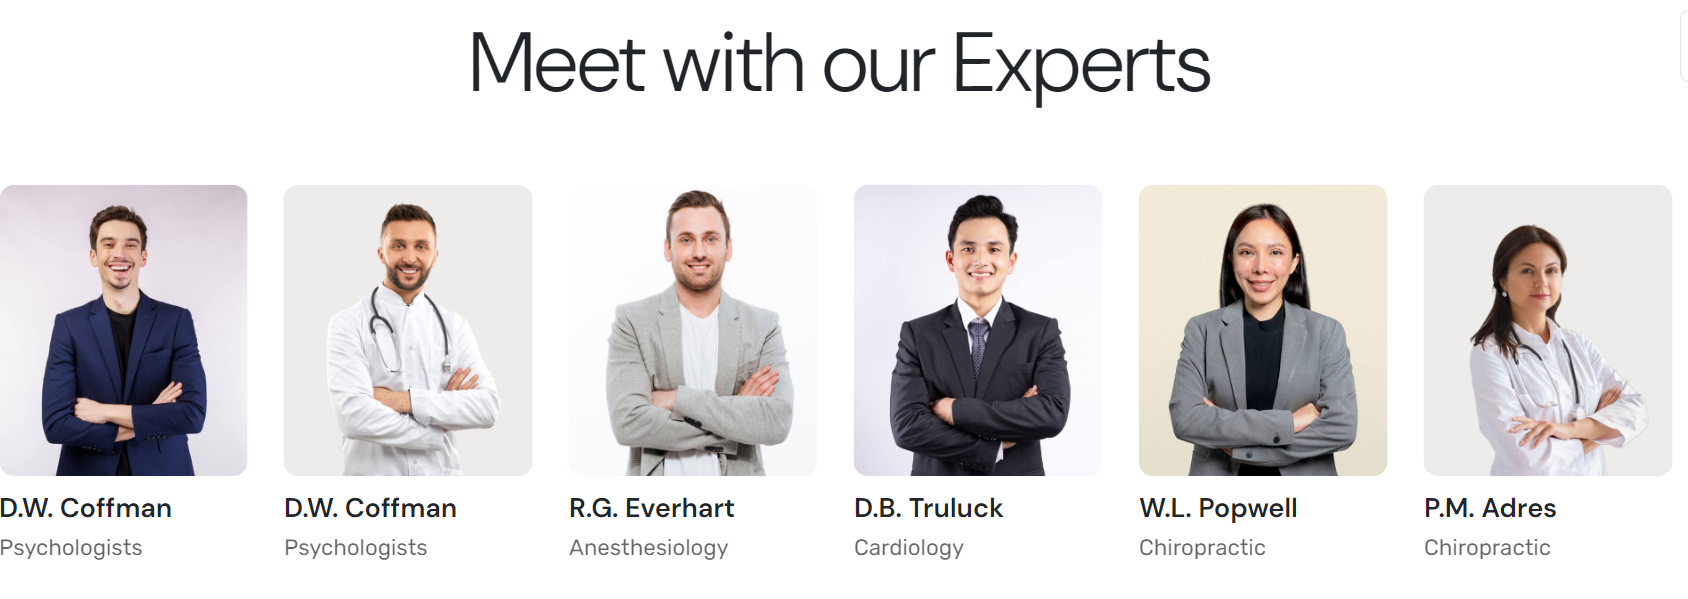 Meet with our Experts
D.W. Coffman
Psychologists
D.W. Coffman
Psychologists
R.G. Everhart
Anesthesiology
D.B. Truluck
Cardiology
W.L. Popwell
Chiropractic
P.M. Adres
Chiropractic